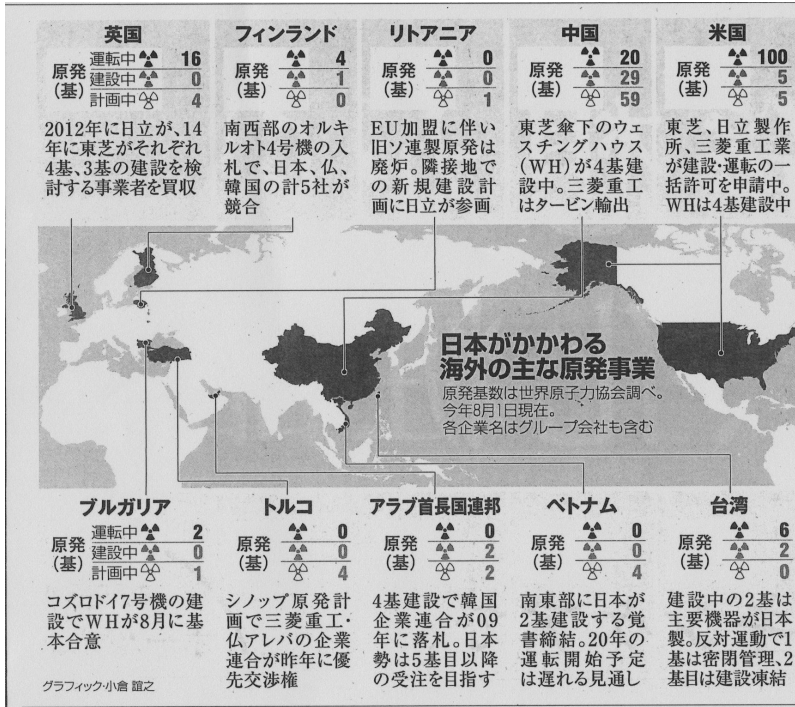 英国
原発(基)
運転中 16
建設中 0
計画中 4
2012年に日立が、14
年に東芝がそれぞれ
4基、3基の建設を検
討する事業者を買収
フィンランド
原発(基)
4
1
0
南西部のオルキ
ルオト4号機の入
札で、日本、仏、
韓国の計5社が
競合
リトアニア
原発(基)
0
0
1
EU加盟に伴い
旧ソ連製原発は
廃炉。隣接地で
の新規建設計
画に日立が参画
中国
原発(基)
20
29
59
東芝傘下のウェ
スチングハウス
(WH)が4基建
設中。三菱重工
はタービン輸出
米国
原発(基)
100
5
5
東芝、日立製作
所、三菱重工業
が建設・運転の一
括許可を申請中。
WHは4基建設中
日本がかかわる
海外の主な原発事業
原発基数は世界原子力協会調べ。
今年8月1日現在。
各企業名はグループ会社も含む
ブルガリア
原発(基)
運転中 2
建設中 0
計画中 1
コズロドイ7号機の建
設でWHが8月に基
本合意
トルコ
原発(基)
0
0
4
シノップ原発計
画で三菱重工・
仏アレバの企業
連合が昨年に優
先交渉権
アラブ首長国連邦
原発(基)
0
2
2
4基建設で韓国
企業連合が09
年に落札。日本
勢は5基目以降
の受注を目指す
ベトナム
原発(基)
0
0
4
南東部に日本が
2基建設する覚
書締結。20年の
運転開始予定
は遅れる見通し
台湾
原発(基)
6
2
0
建設中の2基は
主要機器が日本
製。反対運動で1
基は密閉管理、2
基目は建設凍結
グラフィック・小倉 誼之